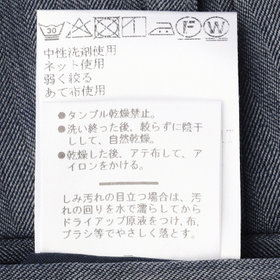 30 P W
中性洗剤使用
ネット使用
弱く絞る
あて布使用
●タンブル乾燥禁止。
●洗い終った後、絞らずに陰干
しして、自然乾燥。
●乾燥した後、アテ布して、ア
イロンをかける。
しみ汚れの目立つ場合は、汚
れの回りを水で濡らしてから
ドライアップ原液をつけ、布、
ブラシ等でやさしく落とす。